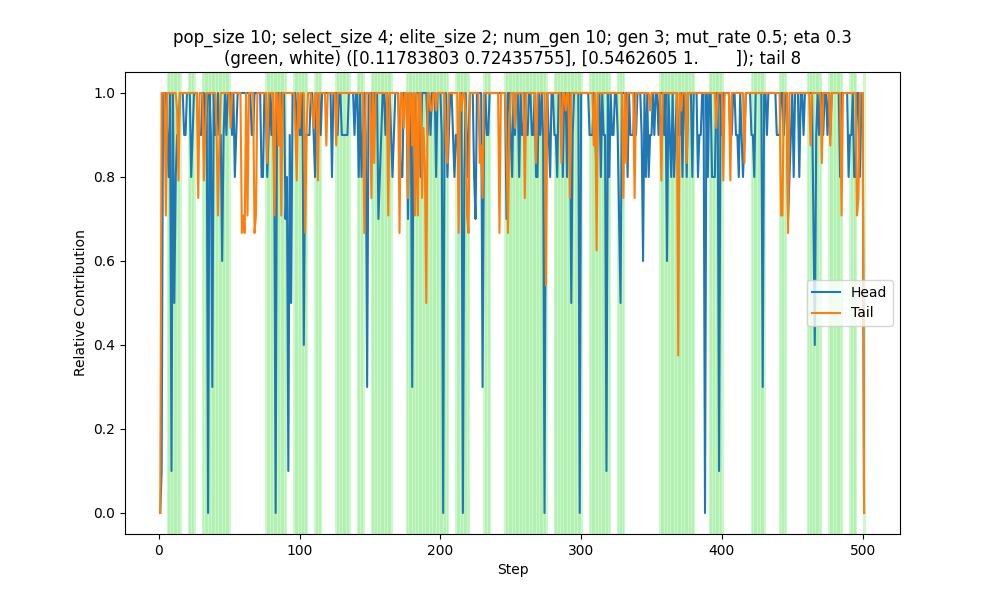 pop_size 10; select_size 4; elite_size 2; num_gen 10; gen 3; mut_rate 0.5; eta 0.3
(green, white) ([0.11783803 0.72435755], [0.5462605 1.        ]); tail 8
1.0
0.8
0.6
0.4
0.2
0.0
Relative Contribution
Head
Tail
0
100
200
300
400
500
Step